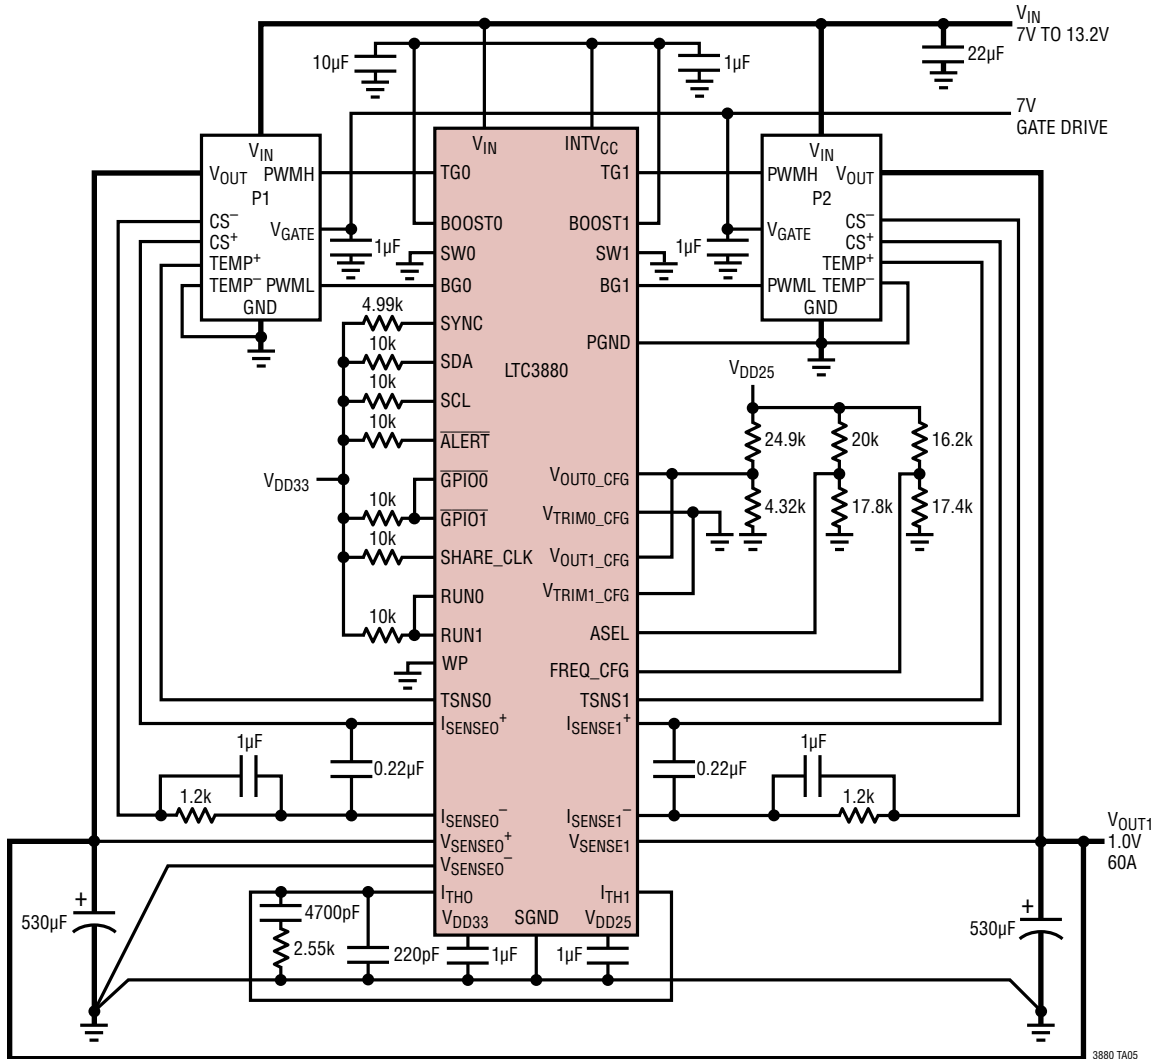 VIN
7V TO 13.2V
10µF
1µF
22µF
7V
GATE DRIVE
VIN
INTVCC
VIN
VOUT
PWMH
P1
TG0
TG1
VIN
PWMH
VOUT
P2
CS–
CS+
TEMP+
TEMP–
VGATE
PWML
GND
1µF
BOOST0
SW0
BG0
BOOST1
SW1
BG1
1µF
VGATE
PWML
CS–
CS+
TEMP+
TEMP–
GND
4.99k
SYNC
10k
SDA
10k
SCL
10k
ALERT
PGND
LTC3880
VDD33
GPIO0
10k
GPIO1
10k
SHARE_CLK
RUN0
10k
RUN1
WP
VDD25
24.9k
20k
16.2k
VOUT0_CFG
4.32k
17.8k
17.4k
VTRIM0_CFG
VOUT1_CFG
VTRIM1_CFG
ASEL
FREQ_CFG
TSNS0
TSNS1
ISENSE0+
ISENSE1+
1µF
0.22µF
0.22µF
1µF
1.2k
1.2k
ISENSE0–
ISENSE1–
VSENSE0+
VSENSE1
VSENSE0–
VOUT1
1.0V
60A
ITH0
ITH1
+
530µF
4700pF
2.55k
220pF
VDD33
SGND
VDD25
1µF
1µF
+
530µF
3880 TA05